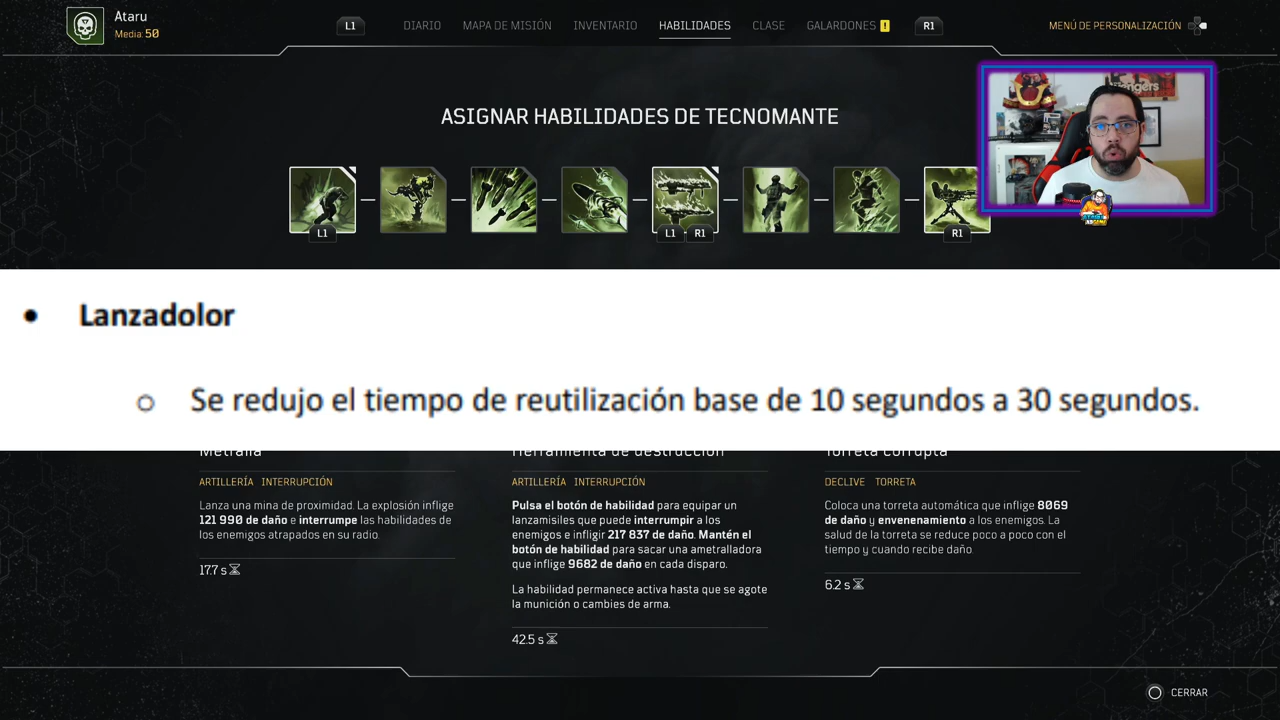 Ataru
Media: 50
L1
DIARIO
MAPA DE MISIÓN
INVENTARIO
HABILIDADES
CLASE
GALARDONES !
R1
MENÚ DE PERSONALIZACIÓN
ASIGNAR HABILIDADES DE TECNOMANTE
L1
L1 R1
R1
• Lanzadolor
o Se redujo el tiempo de reutilización base de 10 segundos a 30 segundos.
Metralla
ARTILLERÍA INTERRUPCIÓN
Lanza una mina de proximidad. La explosión inflige
121 990 de daño e interrumpe las habilidades de
los enemigos atrapados en su radio.
17.7 s
Herramienta de destrucción
ARTILLERÍA INTERRUPCIÓN
Pulsa el botón de habilidad para equipar un
lanzamisiles que puede interrumpir a los
enemigos e infligir 217 837 de daño. Mantén el
botón de habilidad para sacar una ametralladora
que inflige 9682 de daño en cada disparo.
La habilidad permanece activa hasta que se agote
la munición o cambies de arma.
42.5 s
Torreta corrupta
DECLIVE TORRETA
Coloca una torreta automática que inflige 8069
de daño y envenenamiento a los enemigos. La
salud de la torreta se reduce poco a poco con el
tiempo y cuando recibe daño.
6.2 s
CERRAR